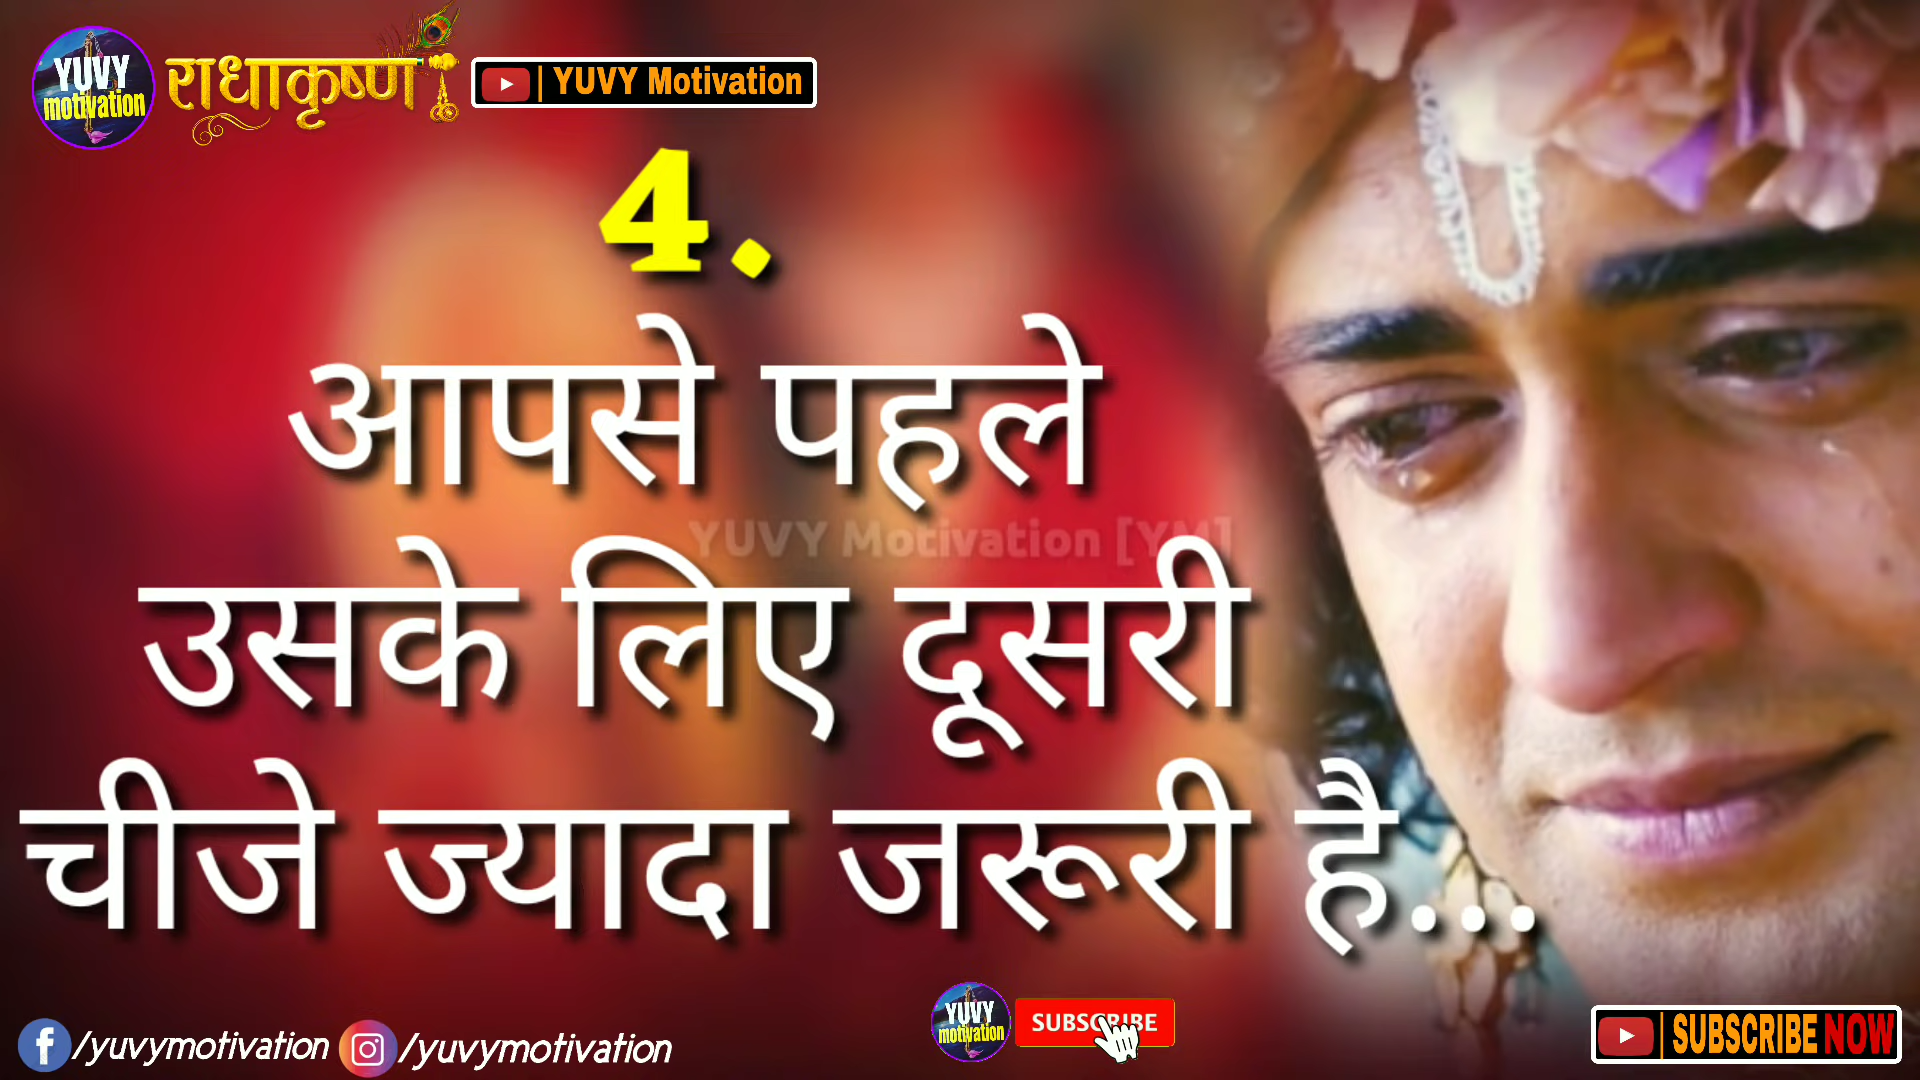 YUVY
motivation
राधाकृष्ण
| YUVY Motivation
4.
आपसे पहले
YUVY Motivation [YM]
उसके लिए दूसरी
चीजे ज्यादा जरूरी है...
YUVY
motivation
SUBSCRIBE
/yuvymotivation
/yuvymotivation
| SUBSCRIBE NOW